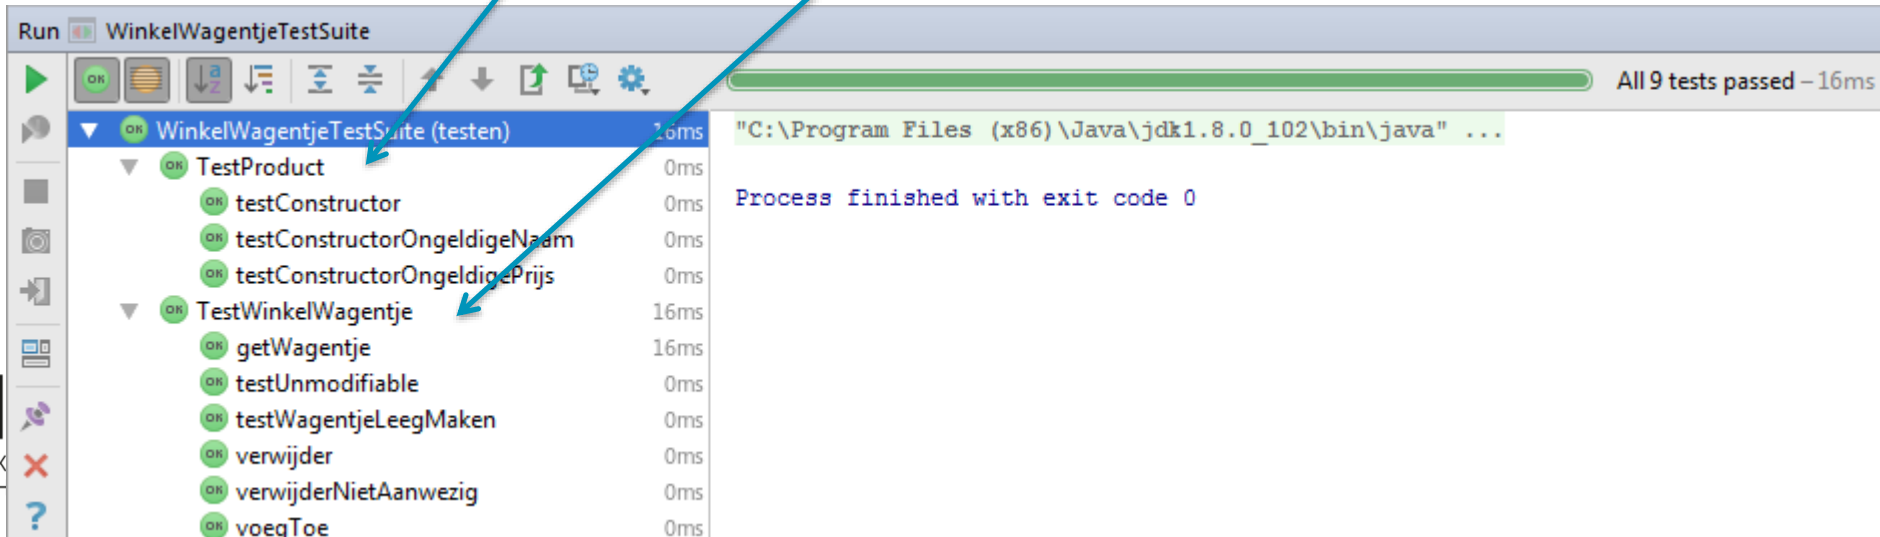 Run WinkelWagentjeTestSuite
All 9 tests passed – 16ms
WinkelWagentjeTestSuite (testen) 16ms
TestProduct 0ms
testConstructor 0ms
testConstructorOngeldigeNaam 0ms
testConstructorOngeldigePrijs 0ms
TestWinkelWagentje 16ms
getWagentje 16ms
testUnmodifiable 0ms
testWagentjeLeegMaken 0ms
verwijder 0ms
verwijderNietAanwezig 0ms
voegToe 0ms
"C:\Program Files (x86)\Java\jdk1.8.0_102\bin\java" ...
Process finished with exit code 0